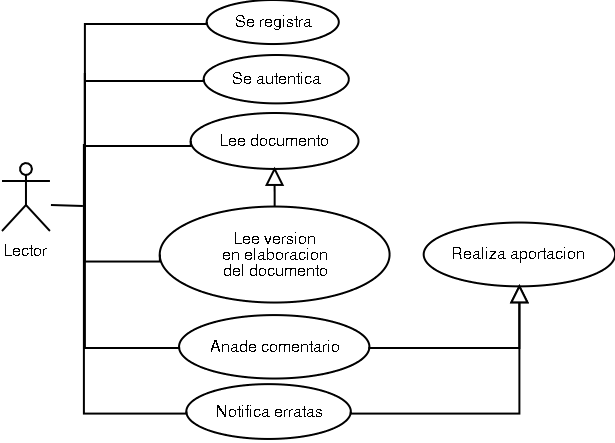 Se registra
Se autentica
Lee documento
Lector
Lee version
en elaboracion
del documento
Realiza aportacion
Anade comentario
Notifica erratas